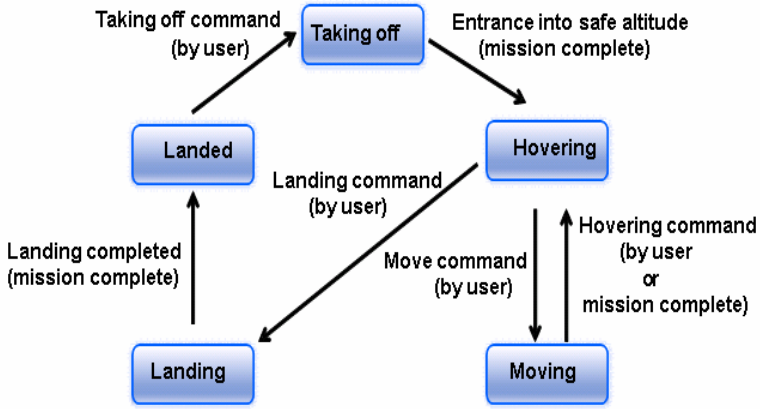 Taking off command
(by user)
Taking off
Entrance into safe altitude
(mission complete)
Landed
Hovering
Landing command
(by user)
Landing completed
(mission complete)
Move command
(by user)
Hovering command
(by user
or
mission complete)
Landing
Moving